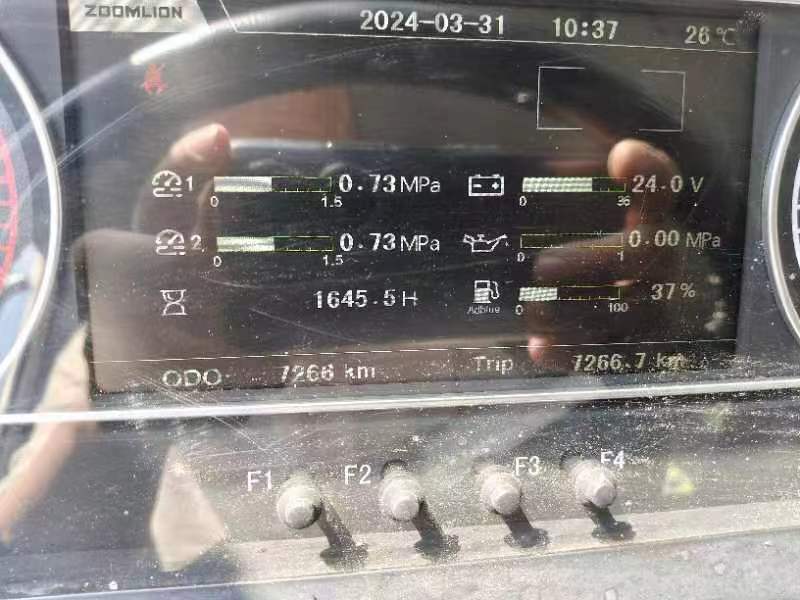 ZOOMLION 2024-03-31 10:37 26℃
1 0.73 MPa 24.0 V
0 1.5 0 36
2 0.73 MPa 0.00 MPa
0 1.5 0 1
1645.5H 37%
Adblue 0 100
ODO: 7266 km Trip 7266.7 km
F1 F2 F3 F4